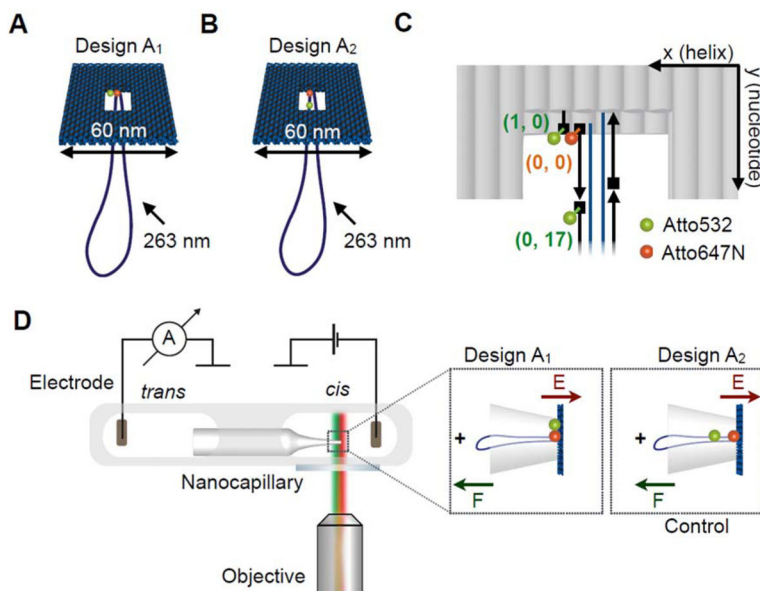 A
Design A1
60 nm
263 nm
B
Design A2
60 nm
263 nm
C
x (helix)
y (nucleotide)
(1, 0)
(0, 0)
(0, 17)
Atto532
Atto647N
D
A
Electrode
trans
cis
Nanocapillary
Objective
Design A1
E
+
F
Design A2
E
+
F
Control